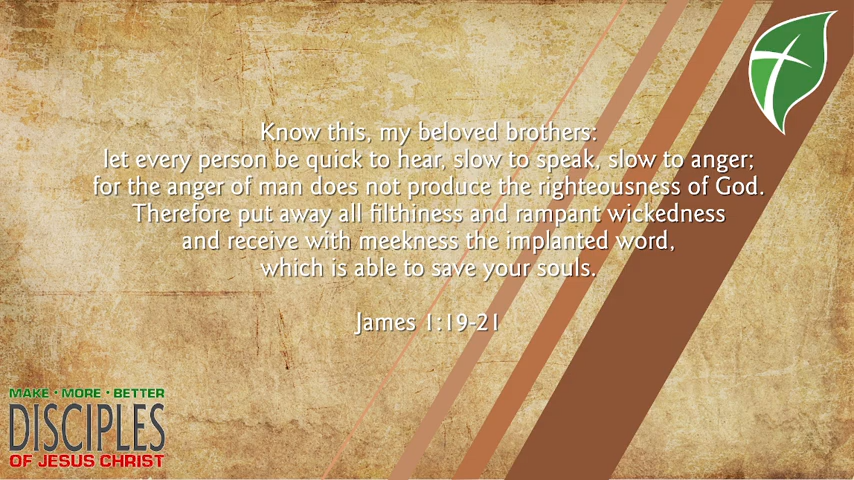 Know this, my beloved brothers:
let every person be quick to hear, slow to speak, slow to anger;
for the anger of man does not produce the righteousness of God.
Therefore put away all filthiness and rampant wickedness
and receive with meekness the implanted word,
which is able to save your souls.
James 1:19-21
MAKE · MORE · BETTER
DISCIPLES
OF JESUS CHRIST